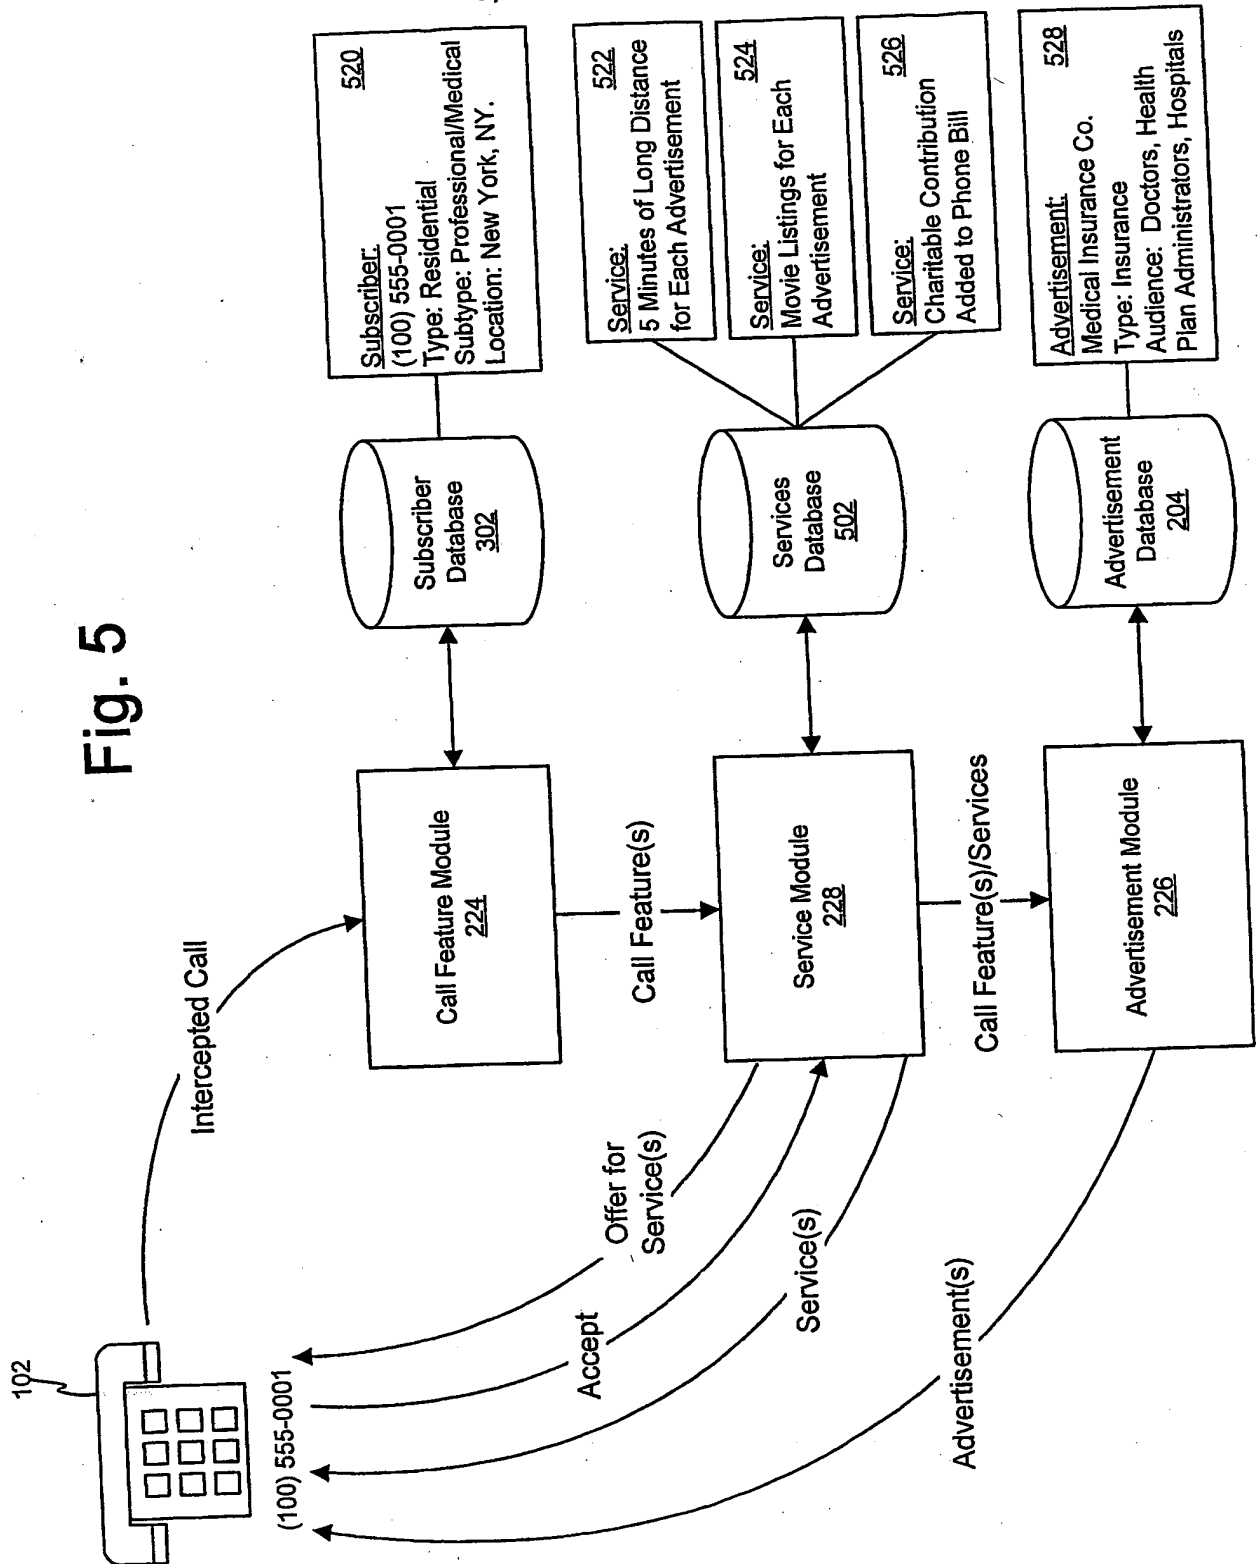 Fig. 5
102
(100) 555-0001
Intercepted Call
Call Feature Module
224
Subscriber
Database
302
Subscriber:
520
(100) 555-0001
Type: Residential
Subtype: Professional/Medical
Location: New York, NY.
Call Feature(s)
Offer for
Service(s)
Accept
Service(s)
Service Module
228
Services
Database
502
Service:
522
5 Minutes of Long Distance
for Each Advertisement
Service:
524
Movie Listings for Each
Advertisement
Service:
526
Charitable Contribution
Added to Phone Bill
Call Feature(s)/Services
Advertisement(s)
Advertisement Module
226
Advertisement
Database
204
Advertisement:
528
Medical Insurance Co.
Type: Insurance
Audience: Doctors, Health
Plan Administrators, Hospitals